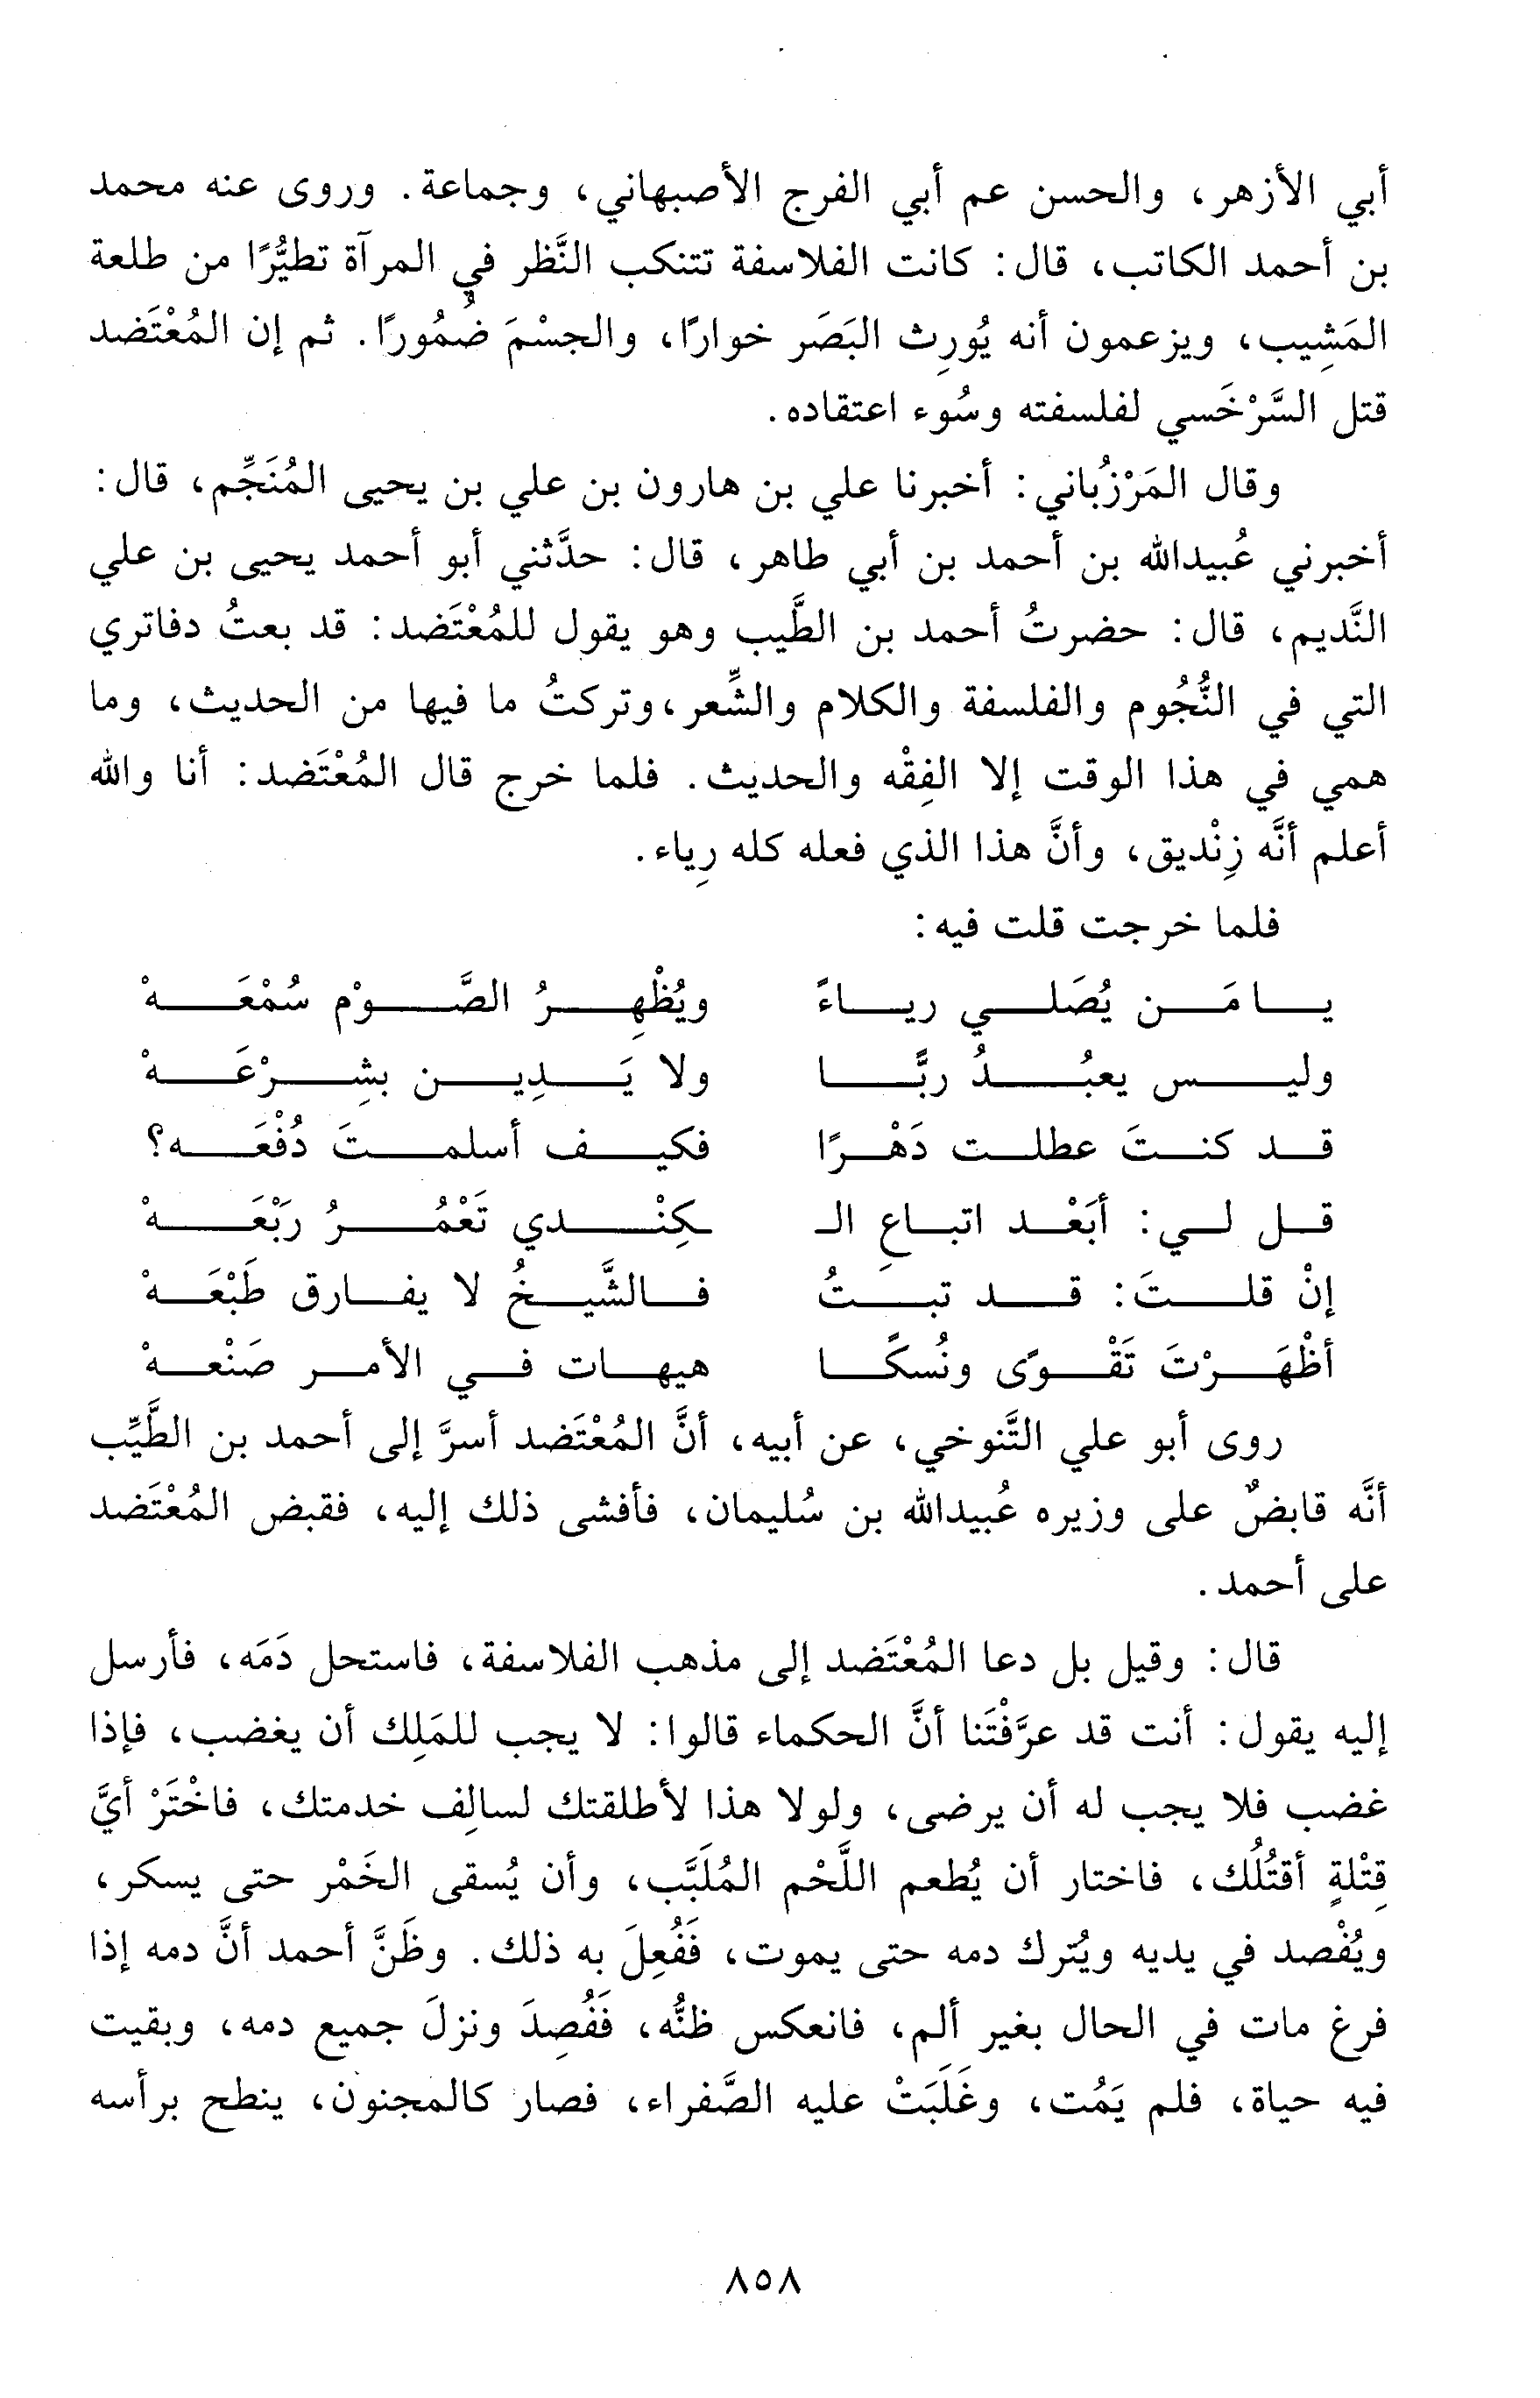 أبي الأزهر، والحسن عم أبي الفرج الأصبهاني، وجماعة. وروى عنه محمد
بن أحمد الكاتب، قال: كانت الفلاسفة تتنكب النَّظر في المرآة تطيُّرًا من طلعة
المَشِيب، ويزعمون أنه يُورِث البَصَر خوارًا، والجسْمَ ضُمُورًا. ثم إن المُعْتَضد
قتل السَّرْخَسي لفلسفته وسُوء اعتقاده.
وقال المَرْزُباني: أخبرنا علي بن هارون بن علي بن يحيى المُنَجِّم، قال:
أخبرني عُبيدالله بن أحمد بن أبي طاهر، قال: حدَّثني أبو أحمد يحيى بن علي
النَّديم، قال: حضرتُ أحمد بن الطَّيب وهو يقول للمُعْتَضد: قد بعتُ دفاتري
التي في النُّجُوم والفلسفة والكلام والشِّعر، وتركتُ ما فيها من الحديث، وما
همي في هذا الوقت إلا الفِقْه والحديث. فلما خرج قال المُعْتَضد: أنا والله
أعلم أنَّه زِنْديق، وأنَّ هذا الذي فعله كله رِياء.
فلما خرجت قلت فيه:
يا مَن يُصَلي رياءً ويُظْهِرُ الصَّوْم سُمْعَهْ
وليس يعبُدُ ربًّا ولا يَدِين بشِرْعَهْ
قد كنتَ عطلت دَهْرًا فكيف أسلمتَ دُفْعَه؟
قل لي: أبَعْد اتباعِ الـ ـكِنْدي تَعْمُرُ رَبْعَهْ
إنْ قلتَ: قد تبتُ فالشَّيخُ لا يفارق طَبْعَهْ
أظْهَرْتَ تَقْوًى ونُسكًا هيهات في الأمر صَنْعهْ
روى أبو علي التَّنوخي، عن أبيه، أنَّ المُعْتَضد أسرَّ إلى أحمد بن الطَّيِّب
أنَّه قابضٌ على وزيره عُبيدالله بن سُليمان، فأفشى ذلك إليه، فقبض المُعْتَضد
على أحمد.
قال: وقيل بل دعا المُعْتَضد إلى مذهب الفلاسفة، فاستحل دَمَه، فأرسل
إليه يقول: أنت قد عرَّفْتَنا أنَّ الحكماء قالوا: لا يجب للمَلِك أن يغضب، فإذا
غضب فلا يجب له أن يرضى، ولولا هذا لأطلقتك لسالِف خدمتك، فاخْتَرْ أيَّ
قِتْلةٍ أقتُلُك، فاختار أن يُطعم اللَّحْم المُلَبَّب، وأن يُسقى الخَمْر حتى يسكر،
ويُفْصد في يديه ويُترك دمه حتى يموت، فَفُعِلَ به ذلك. وظَنَّ أحمد أنَّ دمه إذا
فرغ مات في الحال بغير ألم، فانعكس ظنُّه، فَفُصِدَ ونزلَ جميع دمه، وبقيت
فيه حياة، فلم يَمُت، وغَلَبَتْ عليه الصَّفراء، فصار كالمجنون، ينطح برأسه
٨٥٨